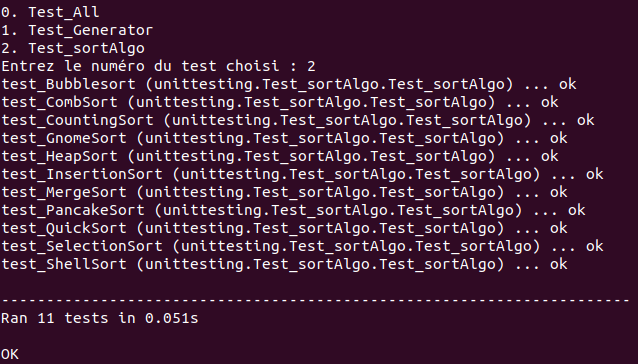 0. Test_All
1. Test_Generator
2. Test_sortAlgo
Entrez le numéro du test choisi : 2
test_Bubblesort (unittesting.Test_sortAlgo.Test_sortAlgo) ... ok
test_CombSort (unittesting.Test_sortAlgo.Test_sortAlgo) ... ok
test_CountingSort (unittesting.Test_sortAlgo.Test_sortAlgo) ... ok
test_GnomeSort (unittesting.Test_sortAlgo.Test_sortAlgo) ... ok
test_HeapSort (unittesting.Test_sortAlgo.Test_sortAlgo) ... ok
test_InsertionSort (unittesting.Test_sortAlgo.Test_sortAlgo) ... ok
test_MergeSort (unittesting.Test_sortAlgo.Test_sortAlgo) ... ok
test_PancakeSort (unittesting.Test_sortAlgo.Test_sortAlgo) ... ok
test_QuickSort (unittesting.Test_sortAlgo.Test_sortAlgo) ... ok
test_SelectionSort (unittesting.Test_sortAlgo.Test_sortAlgo) ... ok
test_ShellSort (unittesting.Test_sortAlgo.Test_sortAlgo) ... ok
----------------------------------------------------------------------
Ran 11 tests in 0.051s
OK